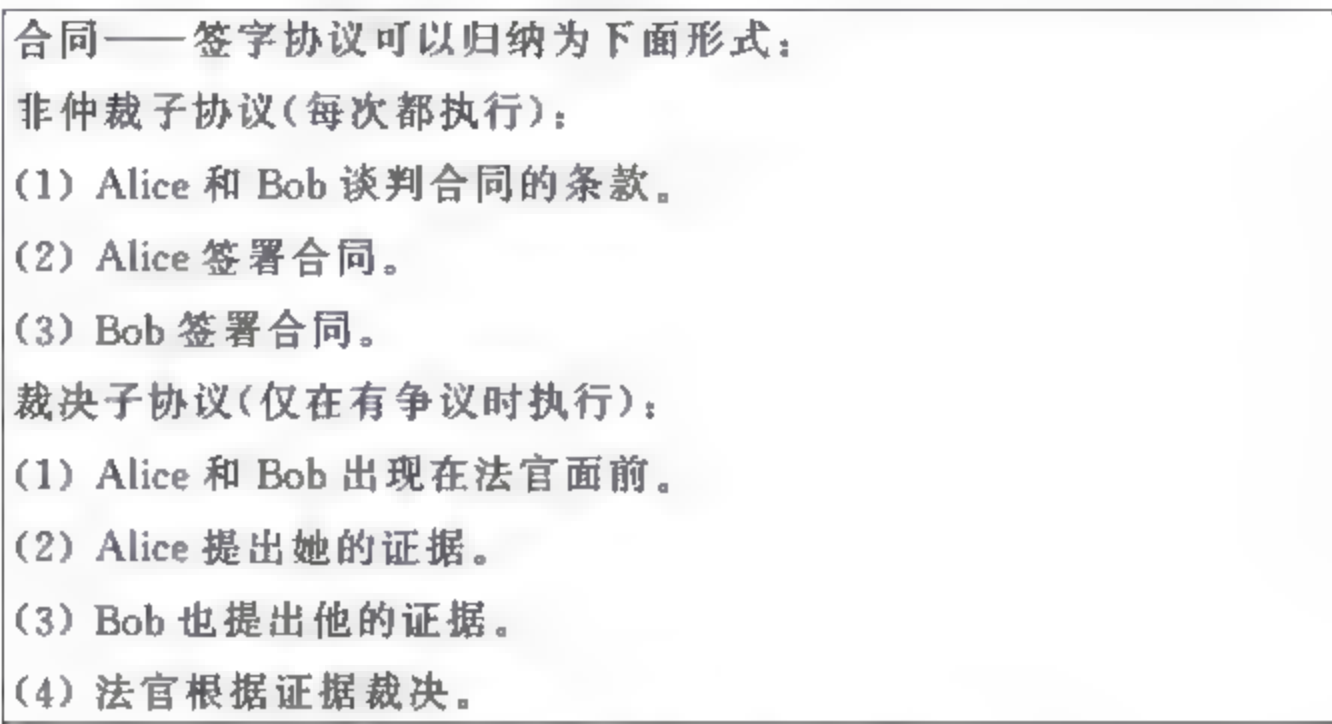 合同——签字协议可以归纳为下面形式：
非仲裁子协议(每次都执行)：
(1) Alice 和 Bob 谈判合同的条款。
(2) Alice 签署合同。
(3) Bob 签署合同。
裁决子协议(仅在有争议时执行)：
(1) Alice 和 Bob 出现在法官面前。
(2) Alice 提出她的证据。
(3) Bob 也提出他的证据。
(4) 法官根据证据裁决。